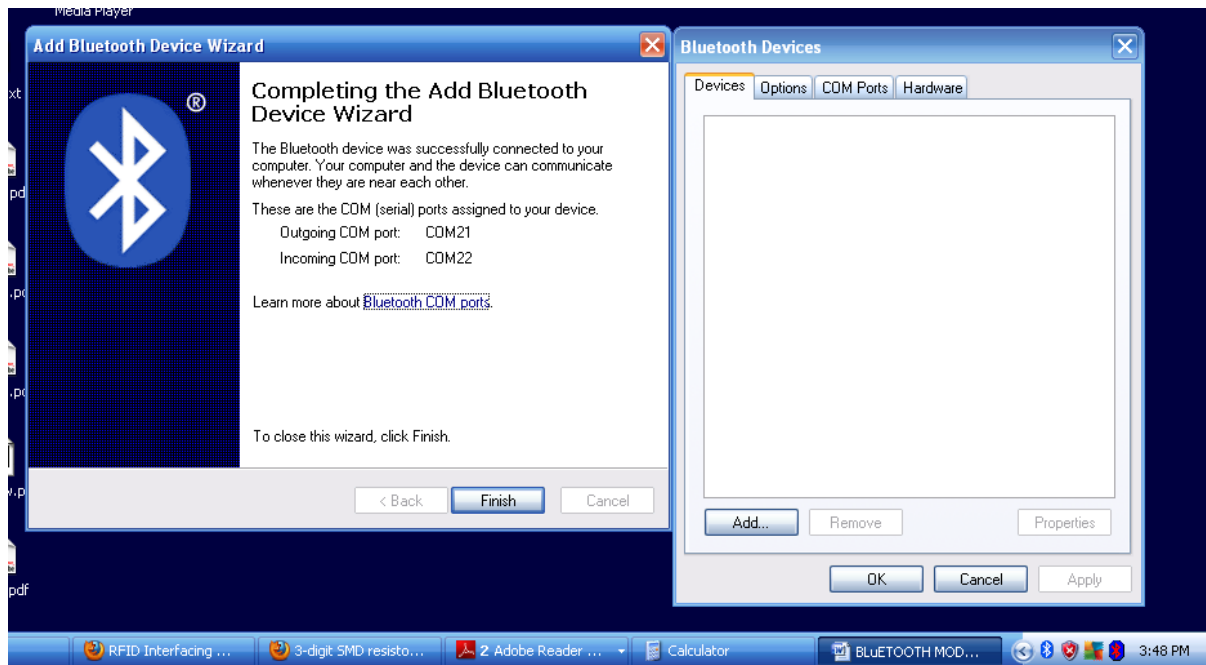 Media Player
Add Bluetooth Device Wizard
®
Completing the Add Bluetooth
Device Wizard
The Bluetooth device was successfully connected to your
computer. Your computer and the device can communicate
whenever they are near each other.
These are the COM (serial) ports assigned to your device.
Outgoing COM port: COM21
Incoming COM port: COM22
Learn more about Bluetooth COM ports.
To close this wizard, click Finish.
< Back Finish Cancel
Bluetooth Devices
Devices Options COM Ports Hardware
Add... Remove Properties
OK Cancel Apply
xt
pd
.pd
.pd
v.p
pdf
RFID Interfacing ... 3-digit SMD resisto... 2 Adobe Reader ... Calculator BLuETOOTH MOD... 3:48 PM